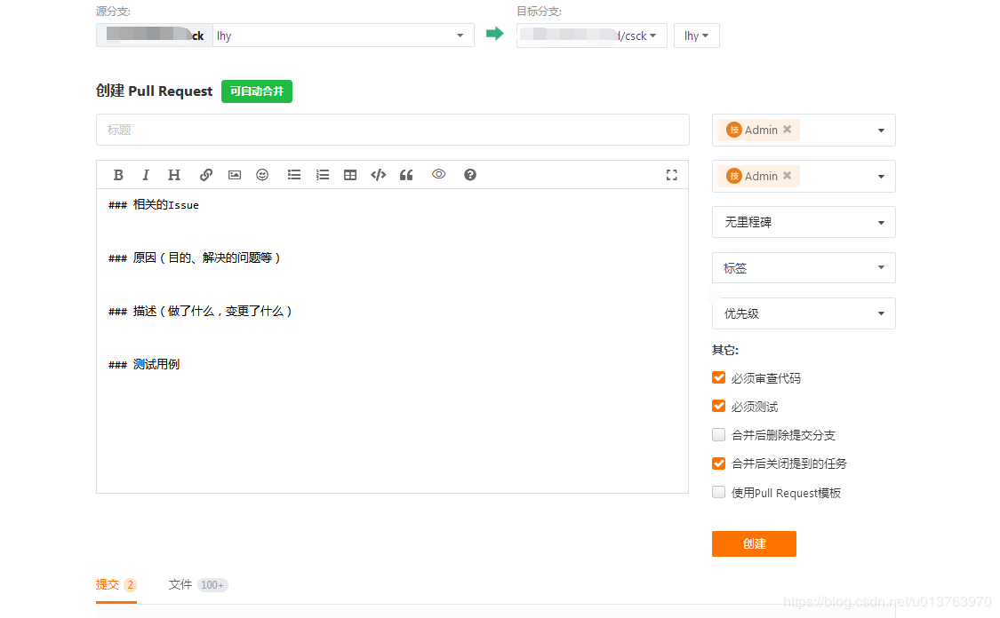 源分支:
目标分支:
ck lhy
/csck lhy
创建 Pull Request 可自动合并
标题
Admin
B I H
Admin
### 相关的Issue
### 原因（目的、解决的问题等）
### 描述（做了什么，变更了什么）
### 测试用例
无里程碑
标签
优先级
其它:
必须审查代码
必须测试
合并后删除提交分支
合并后关闭提到的任务
使用Pull Request模板
创建
提交 2 文件 100+
https://blog.csdn.net/u013763970